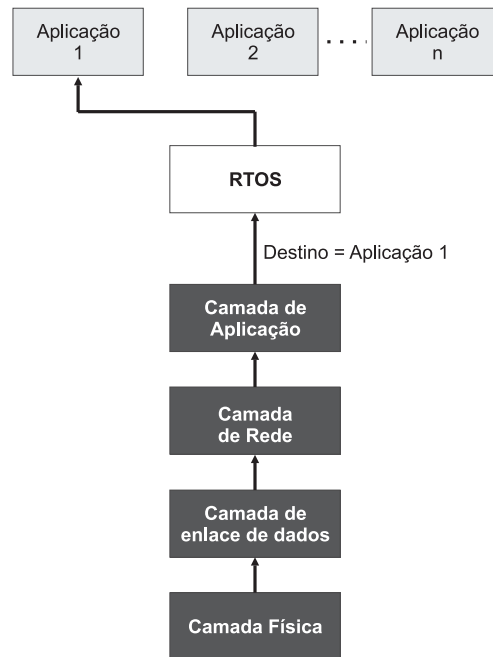 Aplicação
1
Aplicação
2
....
Aplicação
n
RTOS
Destino = Aplicação 1
Camada de
Aplicação
Camada
de Rede
Camada de
enlace de dados
Camada Física